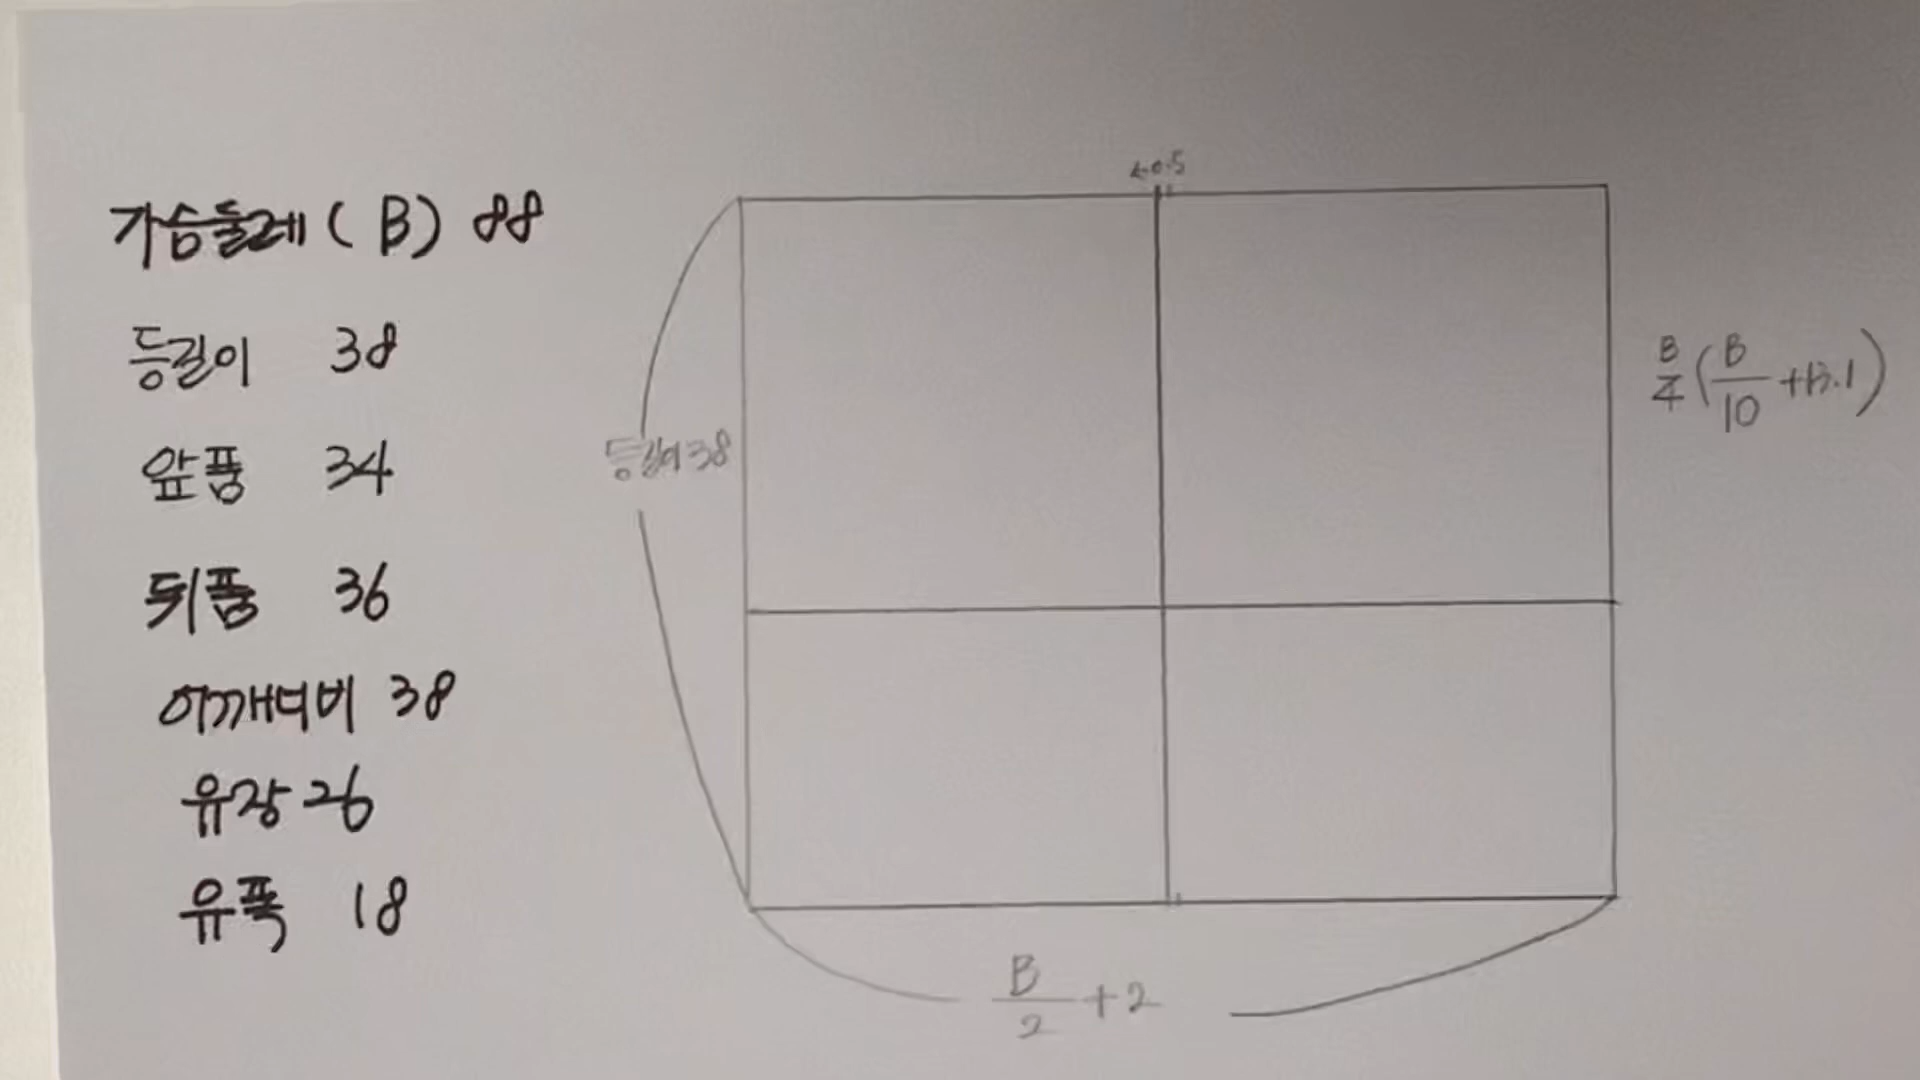 가슴둘레 (B) 88
등길이 38
앞품 34
뒤품 36
어깨너비 38
유장 26
유폭 18
←0.5
등길이 38
B/4 (B/10 +13.1)
B/2 +2